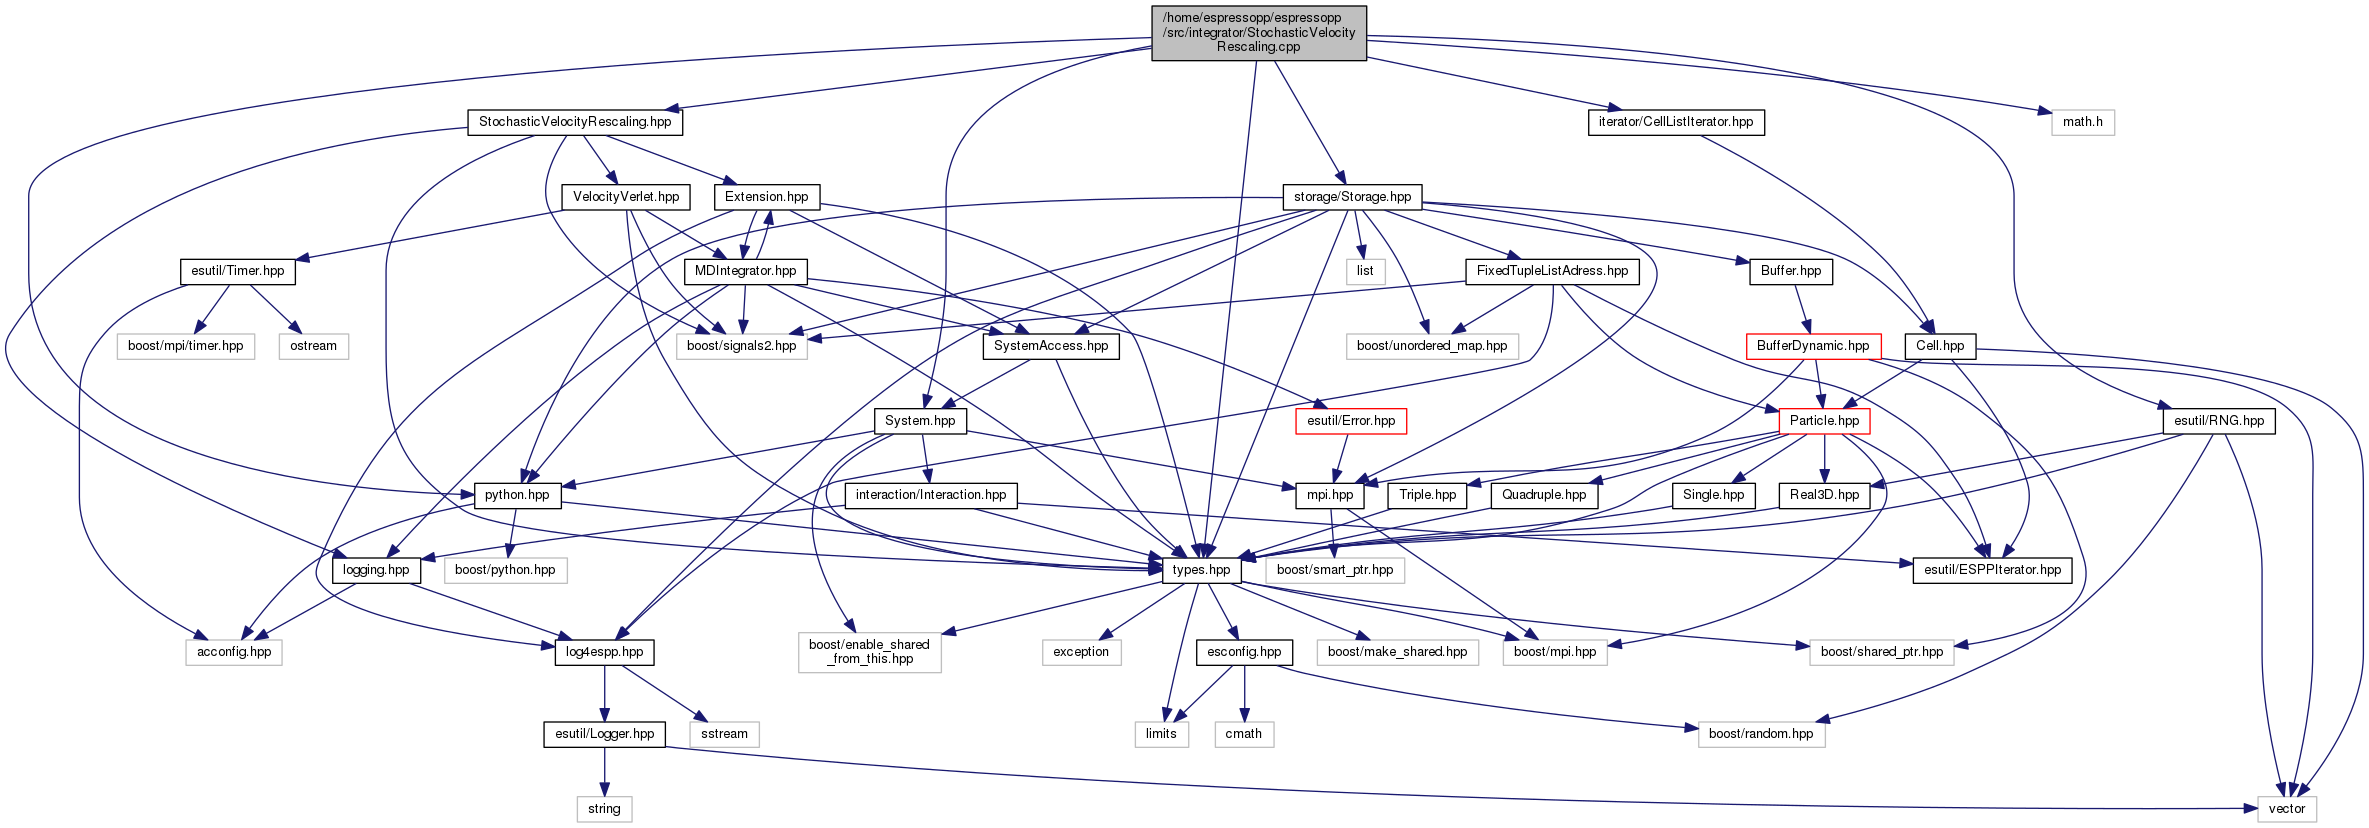 /home/espressopp/espressopp
/src/integrator/StochasticVelocity
Rescaling.cpp
StochasticVelocityRescaling.hpp
iterator/CellListIterator.hpp
math.h
VelocityVerlet.hpp
Extension.hpp
storage/Storage.hpp
esutil/Timer.hpp
MDIntegrator.hpp
list
FixedTupleListAdress.hpp
Buffer.hpp
boost/mpi/timer.hpp
ostream
boost/signals2.hpp
SystemAccess.hpp
boost/unordered_map.hpp
BufferDynamic.hpp
Cell.hpp
System.hpp
esutil/Error.hpp
Particle.hpp
esutil/RNG.hpp
python.hpp
interaction/Interaction.hpp
mpi.hpp
Triple.hpp
Quadruple.hpp
Single.hpp
Real3D.hpp
logging.hpp
boost/python.hpp
types.hpp
boost/smart_ptr.hpp
esutil/ESPPIterator.hpp
acconfig.hpp
log4espp.hpp
boost/enable_shared
_from_this.hpp
exception
esconfig.hpp
boost/make_shared.hpp
boost/mpi.hpp
boost/shared_ptr.hpp
esutil/Logger.hpp
sstream
limits
cmath
boost/random.hpp
string
vector